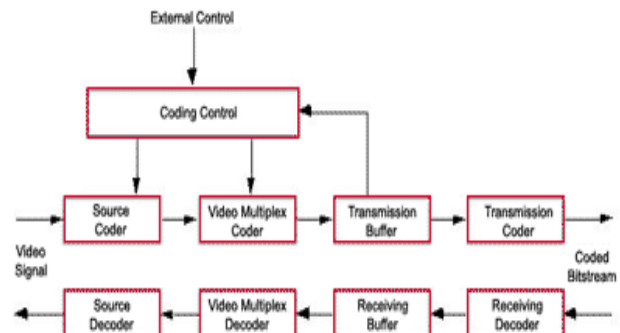 External Control
Coding Control
Source
Coder
Video Multiplex
Coder
Transmission
Buffer
Transmission
Coder
Video
Signal
Coded
Bitstream
Source
Decoder
Video Multiplex
Decoder
Receiving
Buffer
Receiving
Decoder